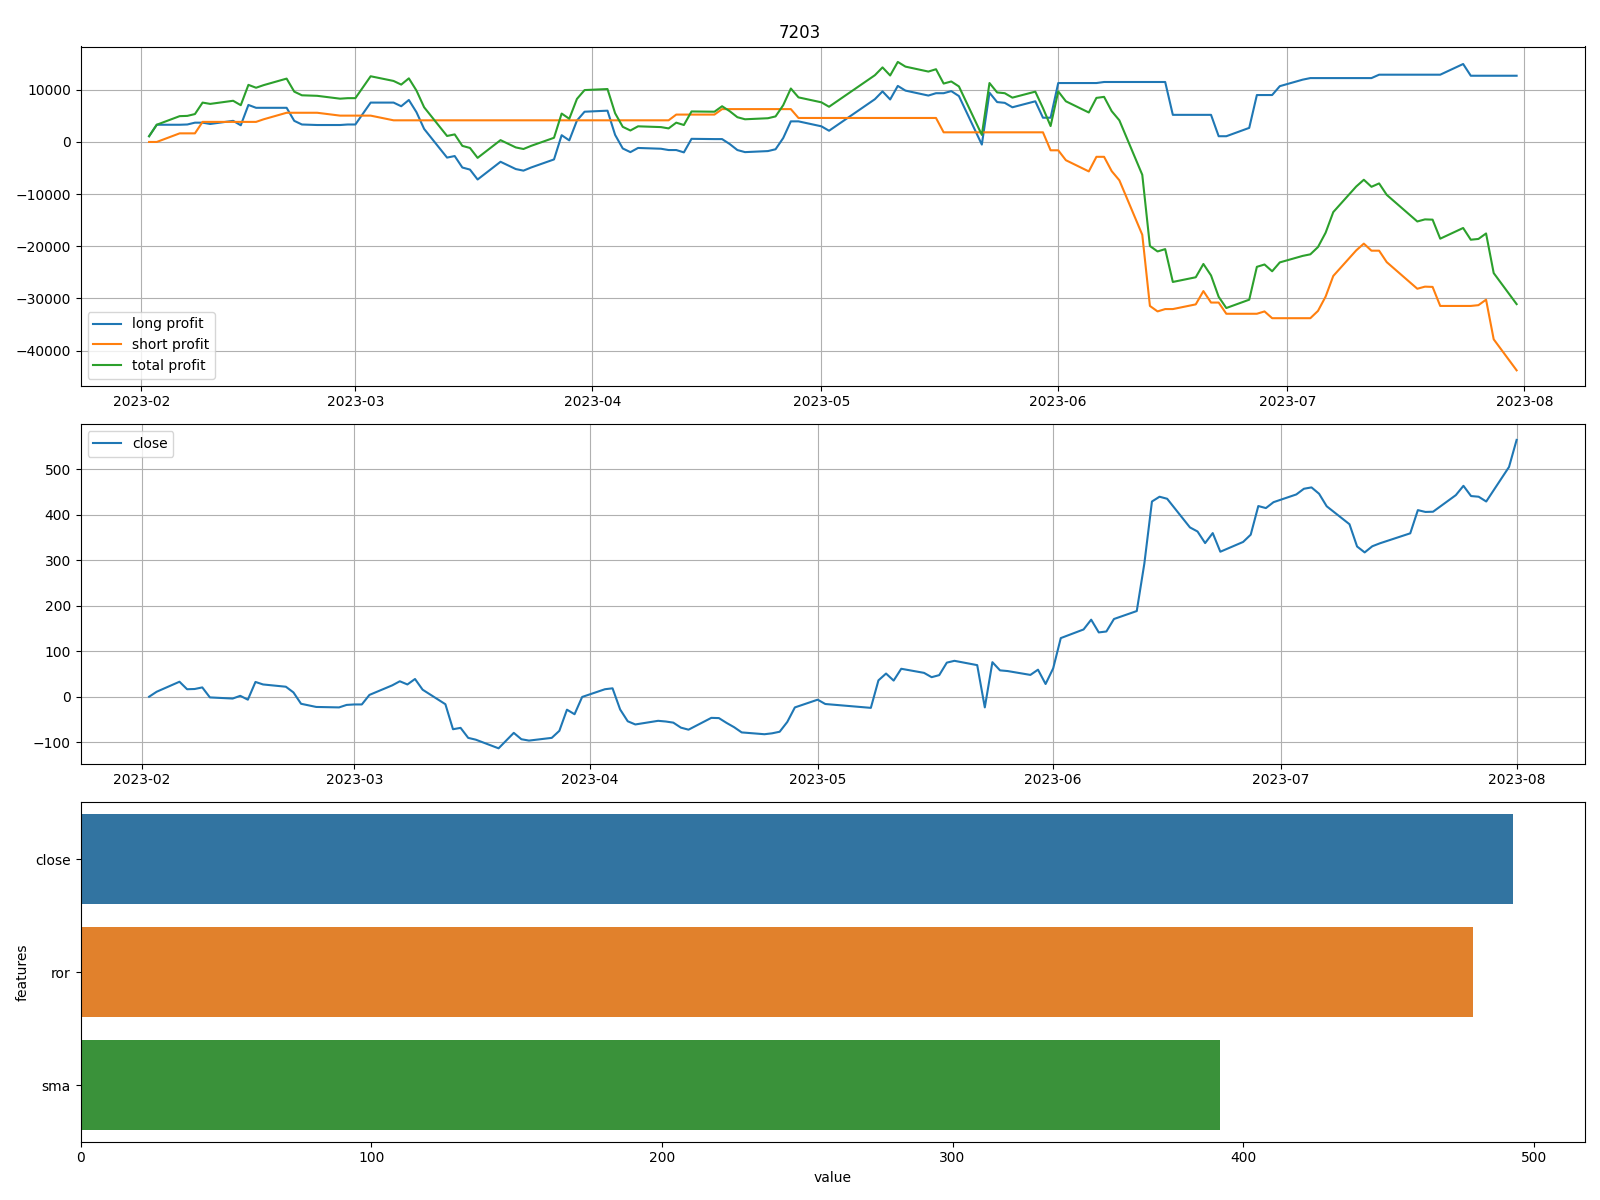 7203
10000
0
−10000
−20000
−30000
−40000
long profit
short profit
total profit
2023-02 2023-03 2023-04 2023-05 2023-06 2023-07 2023-08
close
500
400
300
200
100
0
−100
2023-02 2023-03 2023-04 2023-05 2023-06 2023-07 2023-08
features
close
ror
sma
0 100 200 300 400 500
value